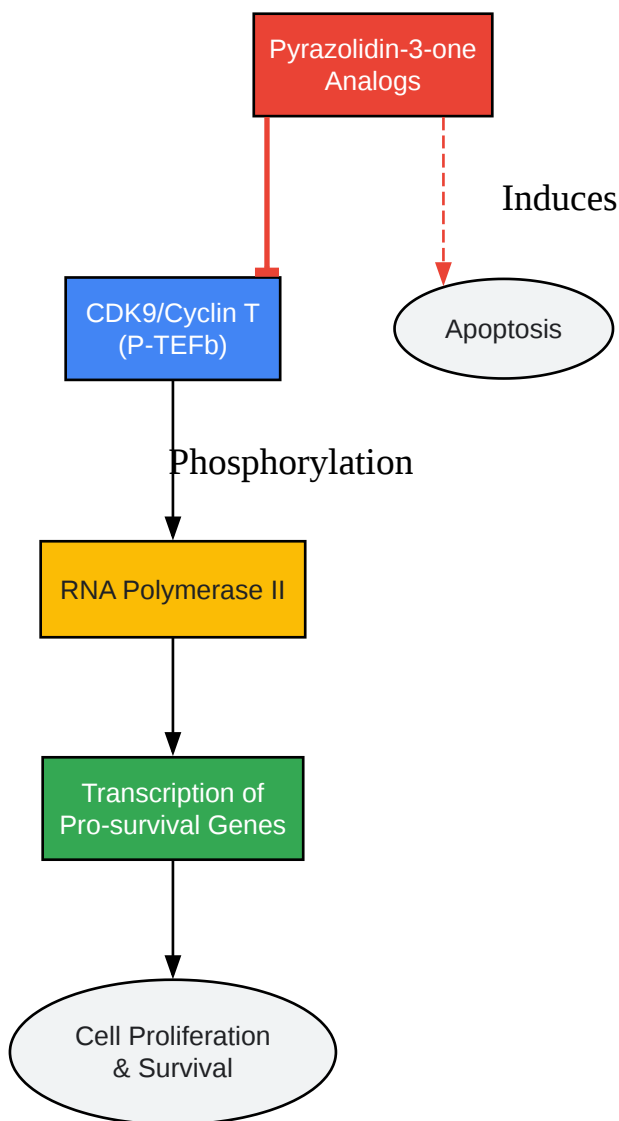 Pyrazolidin-3-one
Analogs
Induces
CDK9/Cyclin T
(P-TEFb)
Apoptosis
Phosphorylation
RNA Polymerase II
Transcription of
Pro-survival Genes
Cell Proliferation
& Survival